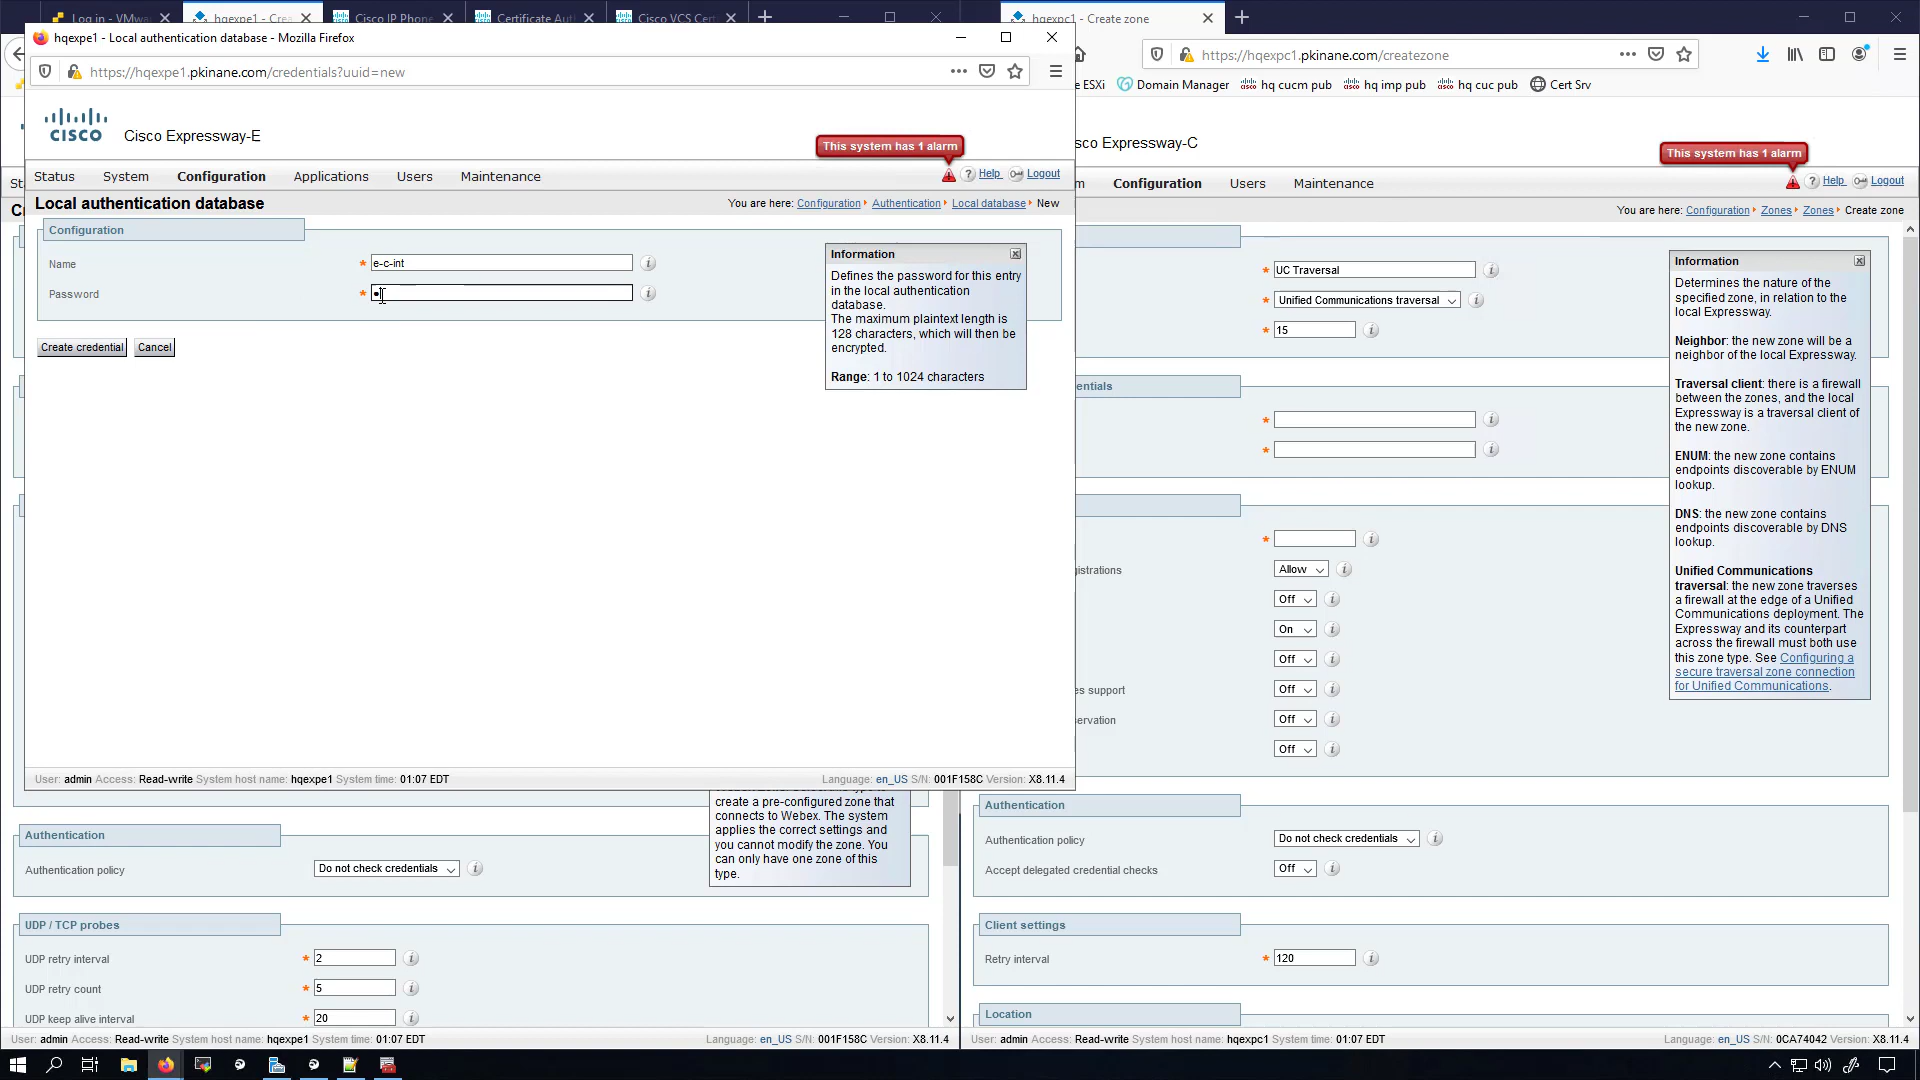 Log in - VMwa
hqexpe1 - Crea
Cisco IP Phone
Certificate Aut
Cisco VCS Cert
hqexpe1 - Local authentication database - Mozilla Firefox
https://hqexpe1.pkinane.com/credentials?uuid=new
CISCO
Cisco Expressway-E
This system has 1 alarm
Status
System
Configuration
Applications
Users
Maintenance
Help
Logout
Local authentication database
You are here: Configuration Authentication Local database New
Configuration
Name
* e-c-int
Password
*
Create credential
Cancel
Information
Defines the password for this entry
in the local authentication
database.
The maximum plaintext length is
128 characters, which will then be
encrypted.
Range: 1 to 1024 characters
User: admin Access: Read-write System host name: hqexpe1 System time: 01:07 EDT
Language: en_US S/N: 001F158C Version: X8.11.4
create a pre-configured zone that
connects to Webex. The system
applies the correct settings and
you cannot modify the zone. You
can only have one zone of this
type.
Authentication
Authentication policy
Do not check credentials
UDP / TCP probes
UDP retry interval
* 2
UDP retry count
* 5
UDP keep alive interval
* 20
User: admin Access: Read-write System host name: hqexpe1 System time: 01:07 EDT
Language: en_US S/N: 001F158C Version: X8.11.4
hqexpc1 - Create zone
https://hqexpc1.pkinane.com/createzone
e ESXi
Domain Manager
hq cucm pub
hq imp pub
hq cuc pub
Cert Srv
sco Expressway-C
This system has 1 alarm
m
Configuration
Users
Maintenance
Help
Logout
You are here: Configuration Zones Zones Create zone
* UC Traversal
* Unified Communications traversal
* 15
entials
*
*
*
gistrations
Allow
Off
On
Off
es support
Off
ervation
Off
Off
Information
Determines the nature of the
specified zone, in relation to the
local Expressway.
Neighbor: the new zone will be a
neighbor of the local Expressway.
Traversal client: there is a firewall
between the zones, and the local
Expressway is a traversal client of
the new zone.
ENUM: the new zone contains
endpoints discoverable by ENUM
lookup.
DNS: the new zone contains
endpoints discoverable by DNS
lookup.
Unified Communications
traversal: the new zone traverses
a firewall at the edge of a Unified
Communications deployment. The
Expressway and its counterpart
across the firewall must both use
this zone type. See Configuring a
secure traversal zone connection
for Unified Communications.
Authentication
Authentication policy
Do not check credentials
Accept delegated credential checks
Off
Client settings
Retry interval
* 120
Location
User: admin Access: Read-write System host name: hqexpc1 System time: 01:07 EDT
Language: en_US S/N: 0CA74042 Version: X8.11.4